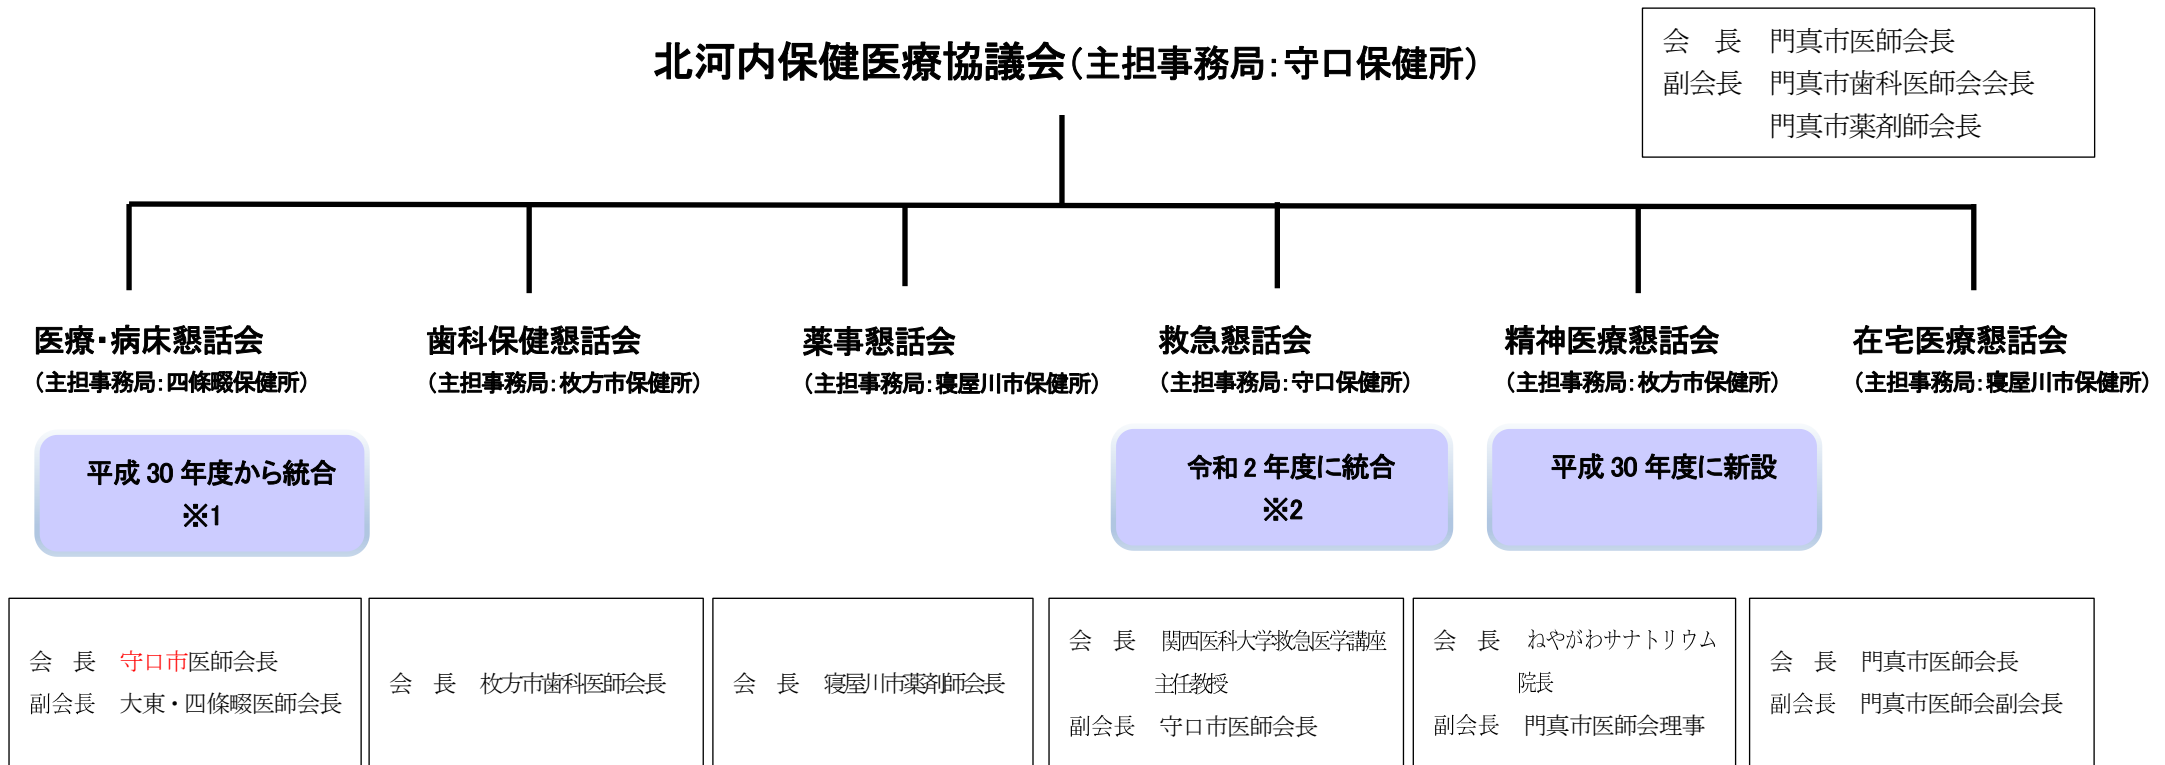 北河内保健医療協議会（主担事務局：守口保健所）
会　長　門真市医師会長
副会長　門真市歯科医師会会長
門真市薬剤師会長
医療・病床懇話会
（主担事務局：四條畷保健所）
歯科保健懇話会
（主担事務局：枚方市保健所）
薬事懇話会
（主担事務局：寝屋川市保健所）
救急懇話会
（主担事務局：守口保健所）
精神医療懇話会
（主担事務局：枚方市保健所）
在宅医療懇話会
（主担事務局：寝屋川市保健所）
平成 30 年度から統合
※1
令和 2 年度に統合
※2
平成 30 年度に新設
会　長　守口市医師会長
副会長　大東・四條畷医師会長
会　長　枚方市歯科医師会長
会　長　寝屋川市薬剤師会長
会　長　関西医科大学救急医学講座
主任教授
副会長　守口市医師会長
会　長　ねやがわサナトリウム
院長
副会長　門真市医師会理事
会　長　門真市医師会長
副会長　門真市医師会副会長